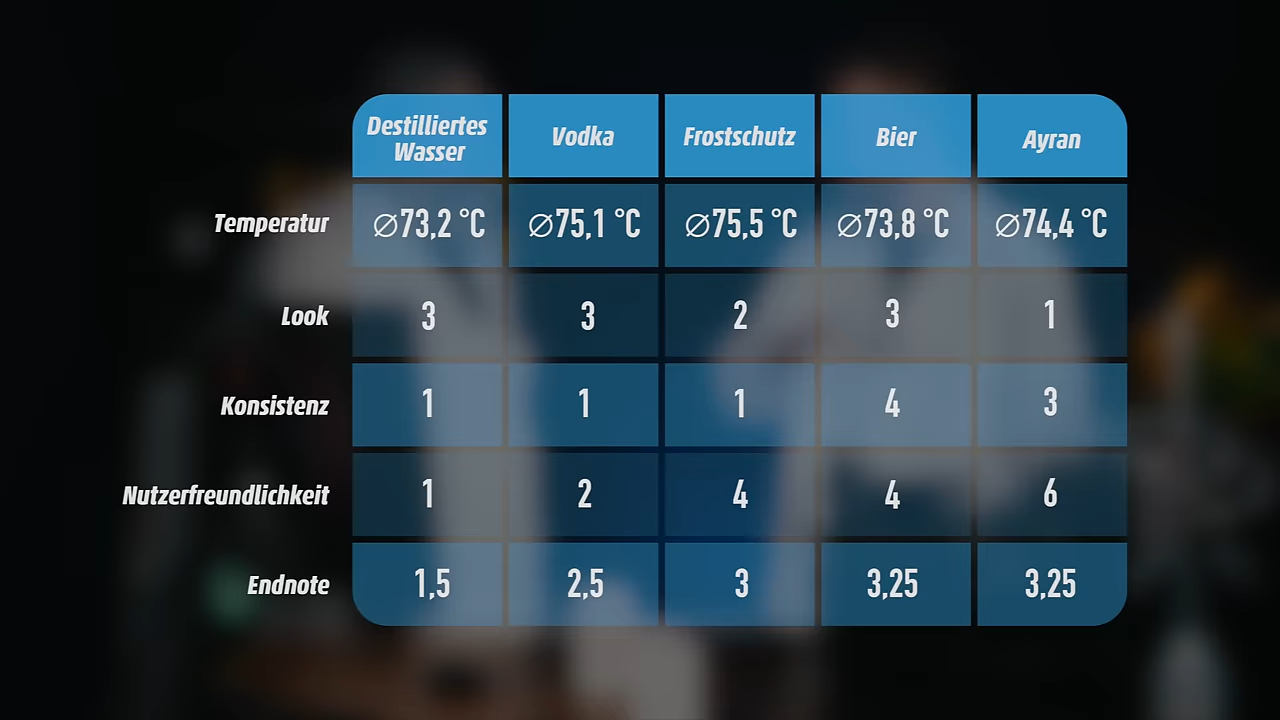 Destilliertes
Wasser
Vodka
Frostschutz
Bier
Ayran
Temperatur ∅73,2 °C ∅75,1 °C ∅75,5 °C ∅73,8 °C ∅74,4 °C
Look 3 3 2 3 1
Konsistenz 1 1 1 4 3
Nutzerfreundlichkeit 1 2 4 4 6
Endnote 1,5 2,5 3 3,25 3,25